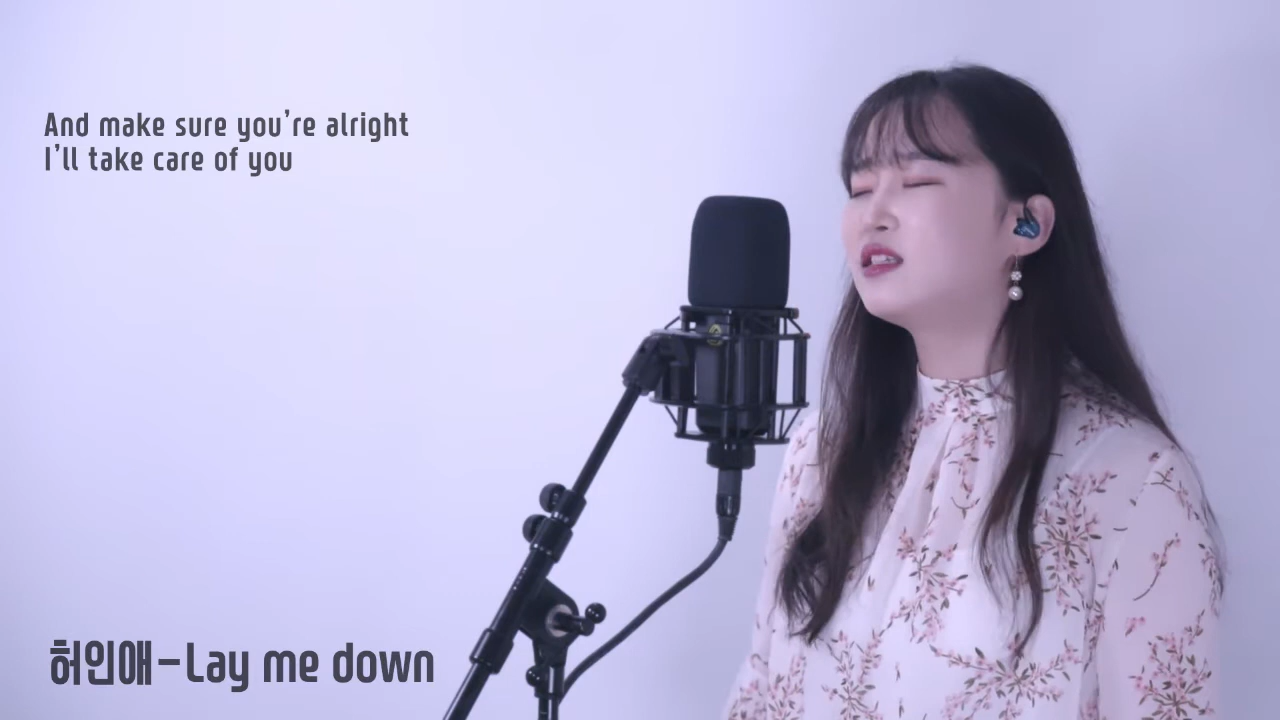 And make sure you're alright
I'll take care of you
허인애-Lay me down